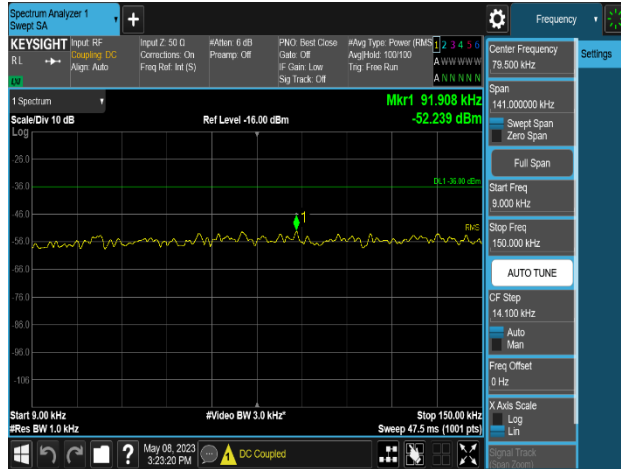 Spectrum Analyzer 1
Swept SA
+
Frequency
KEYSIGHT
Input: RF
Coupling: DC
Align: Auto
Input Z: 50 Ω
Corrections: On
Freq Ref: Int (S)
#Atten: 6 dB
Preamp: Off
PNO: Best Close
Gate: Off
IF Gain: Low
Sig Track: Off
#Avg Type: Power (RMS
Avg|Hold: 100/100
Trig: Free Run
1 2 3 4 5 6
A W W W W W
A N N N N N
RL
LW
1 Spectrum
Scale/Div 10 dB
Ref Level -16.00 dBm
Mkr1 91.908 kHz
-52.239 dBm
Log
-26.0
-36.0
DL1 -36.00 dBm
-46.0
1
RMS
-56.0
-66.0
-76.0
-86.0
-96.0
-106
Start 9.00 kHz
#Video BW 3.0 kHz*
Stop 150.00 kHz
#Res BW 1.0 kHz
Sweep 47.5 ms (1001 pts)
Settings
Center Frequency
79.500 kHz
Span
141.000000 kHz
Swept Span
Zero Span
Full Span
Start Freq
9.000 kHz
Stop Freq
150.000 kHz
AUTO TUNE
CF Step
14.100 kHz
Auto
Man
Freq Offset
0 Hz
X Axis Scale
Log
Lin
Signal Track
(Span Zoom)
?
May 08, 2023
3:23:20 PM
1
DC Coupled